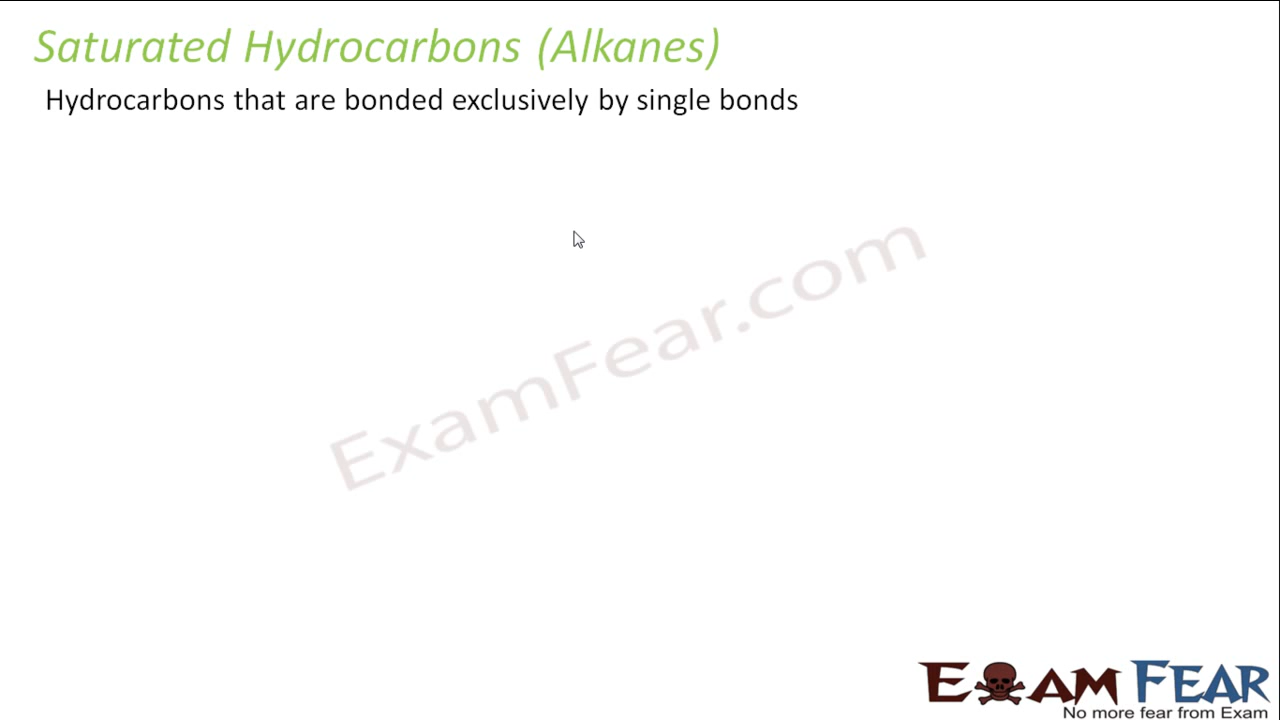 Saturated Hydrocarbons (Alkanes)
Hydrocarbons that are bonded exclusively by single bonds
ExamFear.com
EXAM FEAR
No more fear from Exam